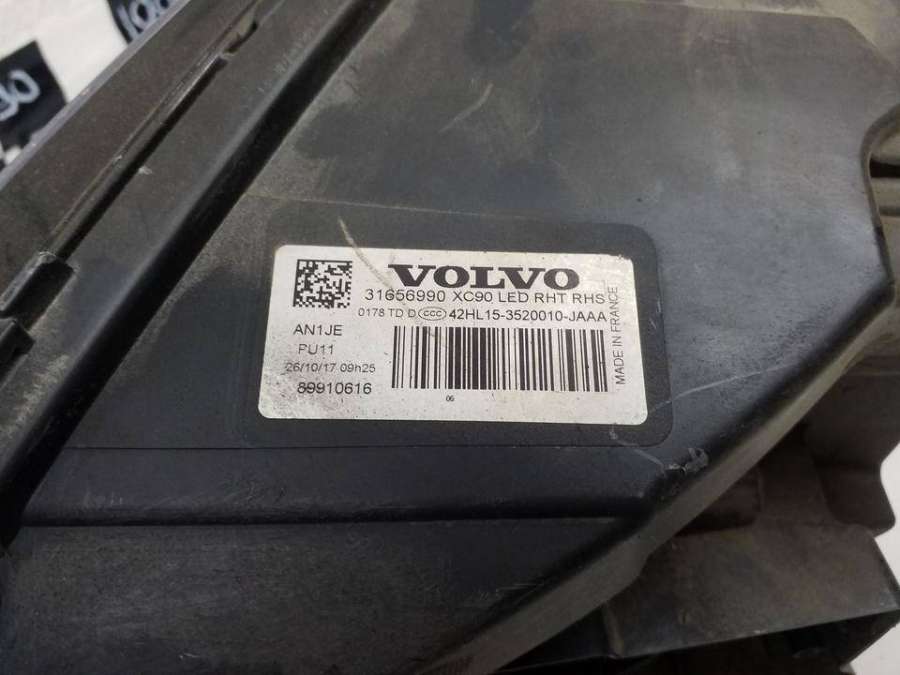 VOLVO
31656990 XC90 LED RHT RHS
0178 TD D CCC 42HL15-3520010-JAAA
AN1JE
PU11
26/10/17 09h25
89910616
06
MADE IN FRANCE